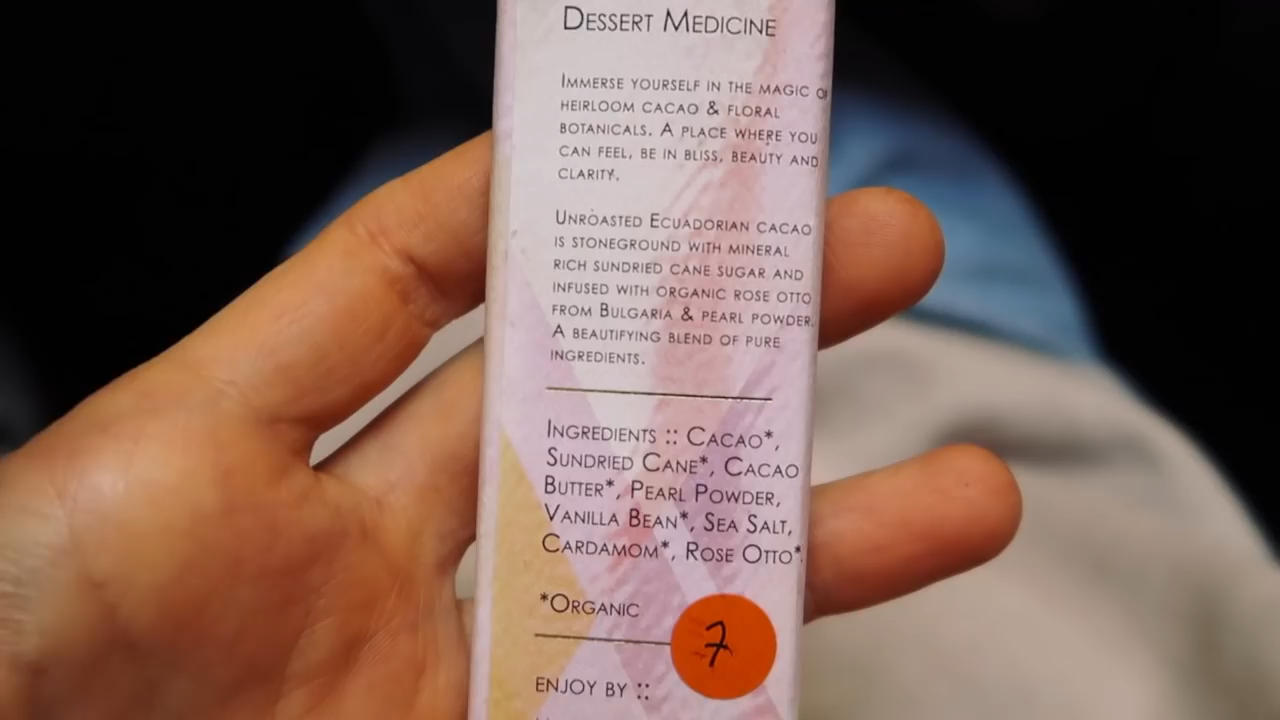 DESSERT MEDICINE
IMMERSE YOURSELF IN THE MAGIC OF
HEIRLOOM CACAO & FLORAL
BOTANICALS. A PLACE WHERE YOU
CAN FEEL, BE IN BLISS, BEAUTY AND
CLARITY.
UNROASTED ECUADORIAN CACAO
IS STONEGROUND WITH MINERAL
RICH SUNDRIED CANE SUGAR AND
INFUSED WITH ORGANIC ROSE OTTO
FROM BULGARIA & PEARL POWDER.
A BEAUTIFYING BLEND OF PURE
INGREDIENTS.
INGREDIENTS :: CACAO*,
SUNDRIED CANE*, CACAO
BUTTER*, PEARL POWDER,
VANILLA BEAN*, SEA SALT,
CARDAMOM*, ROSE OTTO*.
*ORGANIC
7
ENJOY BY ::